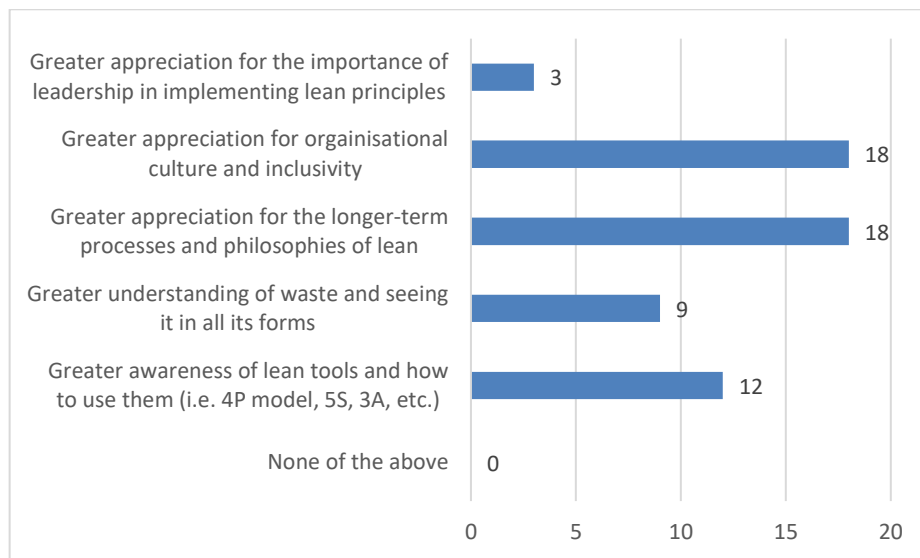 Greater appreciation for the importance of
leadership in implementing lean principles
3
Greater appreciation for orgainisational
culture and inclusivity
18
Greater appreciation for the longer-term
processes and philosophies of lean
18
Greater understanding of waste and seeing
it in all its forms
9
Greater awareness of lean tools and how
to use them (i.e. 4P model, 5S, 3A, etc.)
12
None of the above
0
0 5 10 15 20